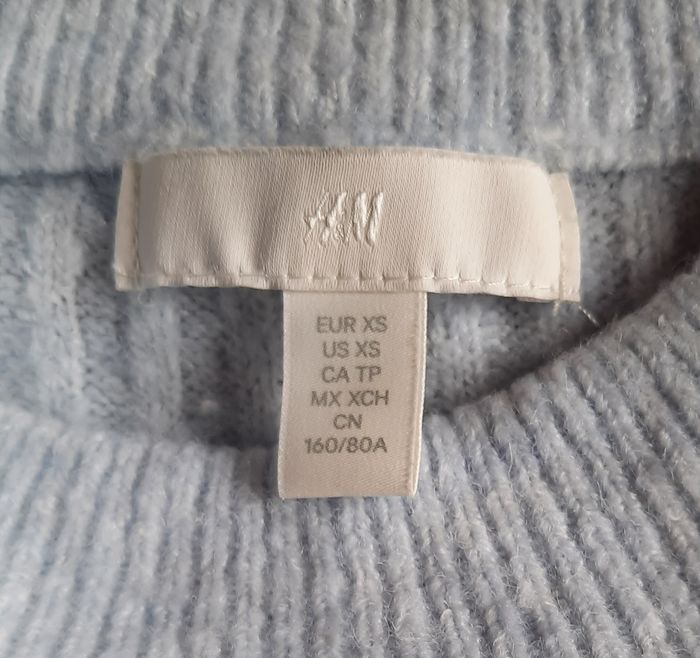 H&M
EUR XS
US XS
CA TP
MX XCH
CN
160/80A